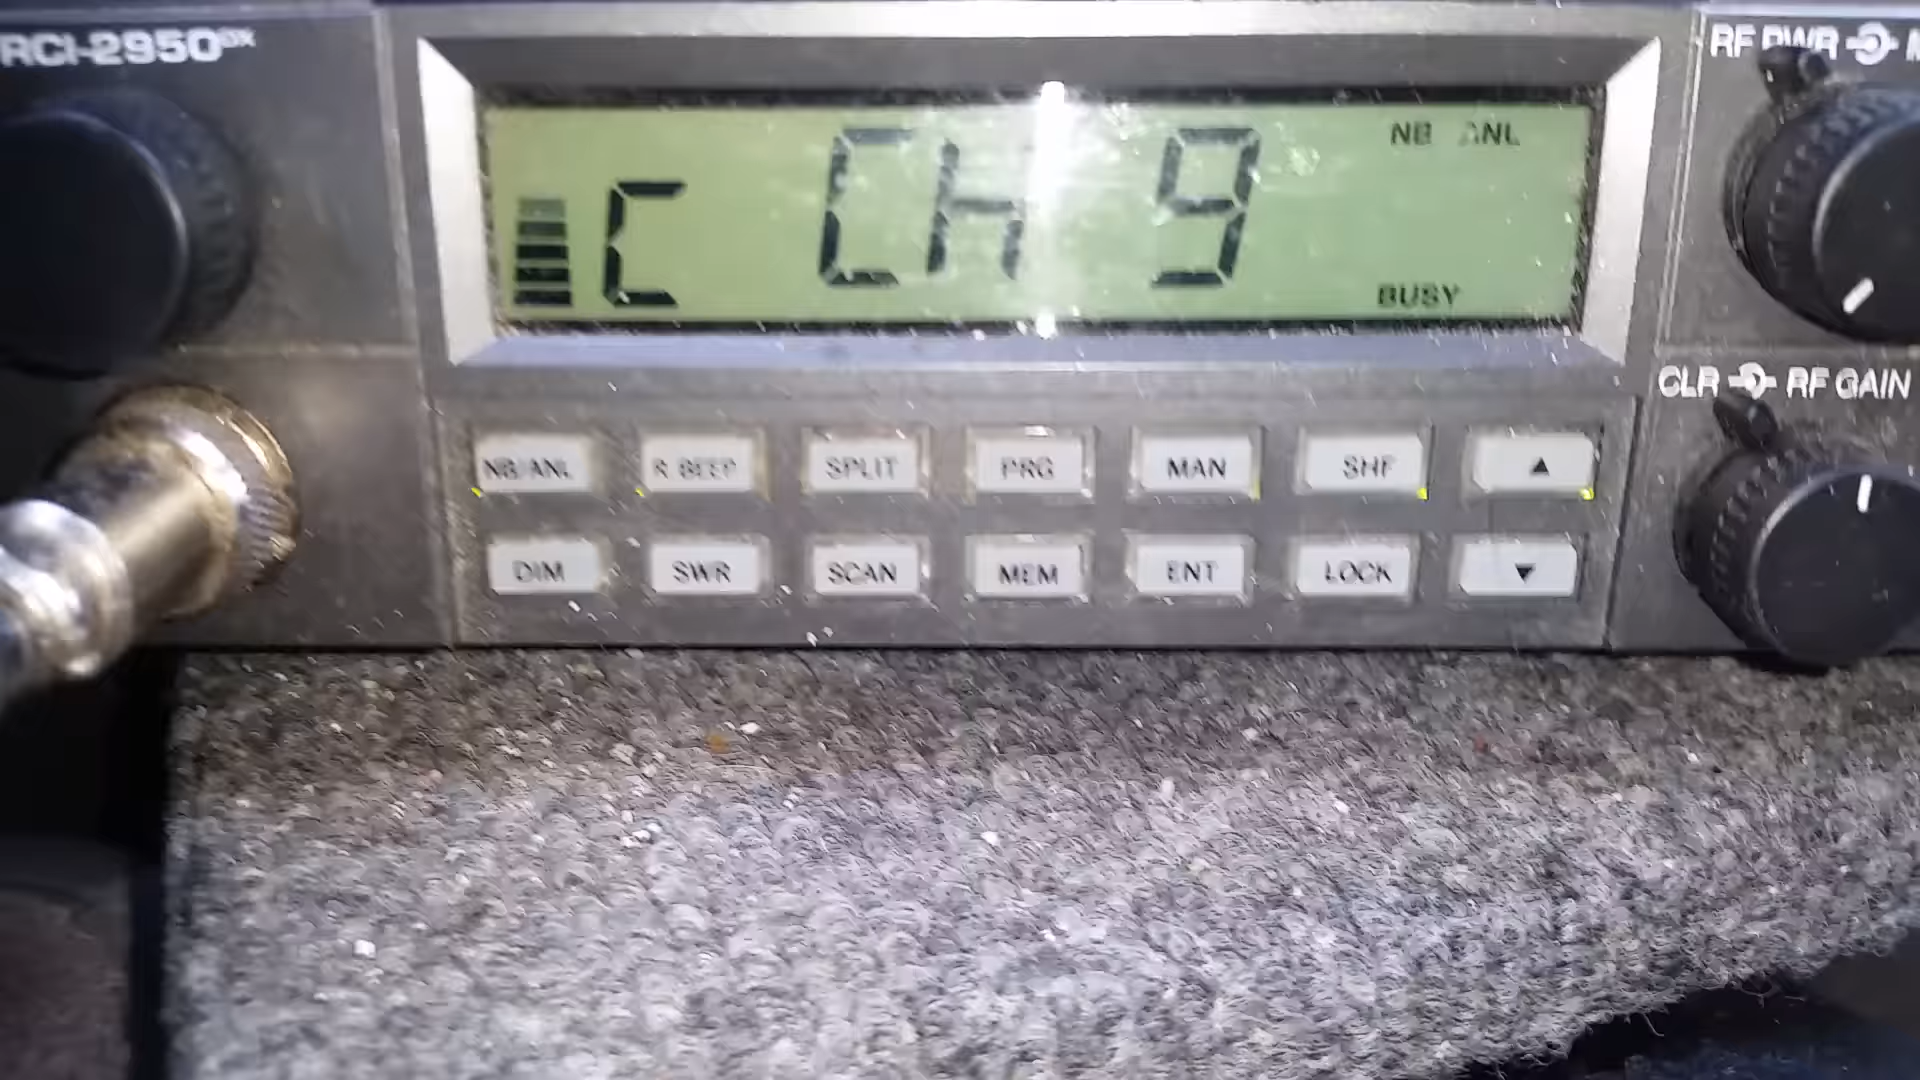 RCI-2950DX
RF PWR
NB ANL
C CH 9
BUSY
CLR RF GAIN
NB/ANL R.BEEP SPLIT PRG MAN SHF ▲
DIM SWR SCAN MEM ENT LOCK ▼